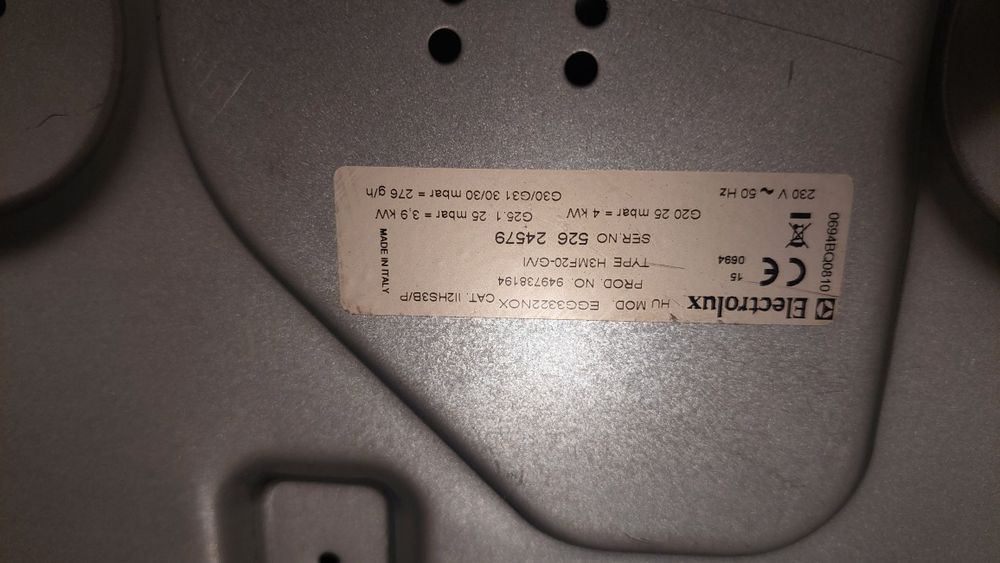 Electrolux
HU MOD. EGG3322NOX CAT. II2HS3B/P
PROD. NO. 949738194
TYPE H3MF20-G/VI
SER.NO 526 24579
G20 25 mbar = 4 kW G25.1 25 mbar = 3,9 kW
230 V ~ 50 Hz G30/G31 30/30 mbar = 276 g/h
CE 15
0694
0694BQ0810
MADE IN ITALY